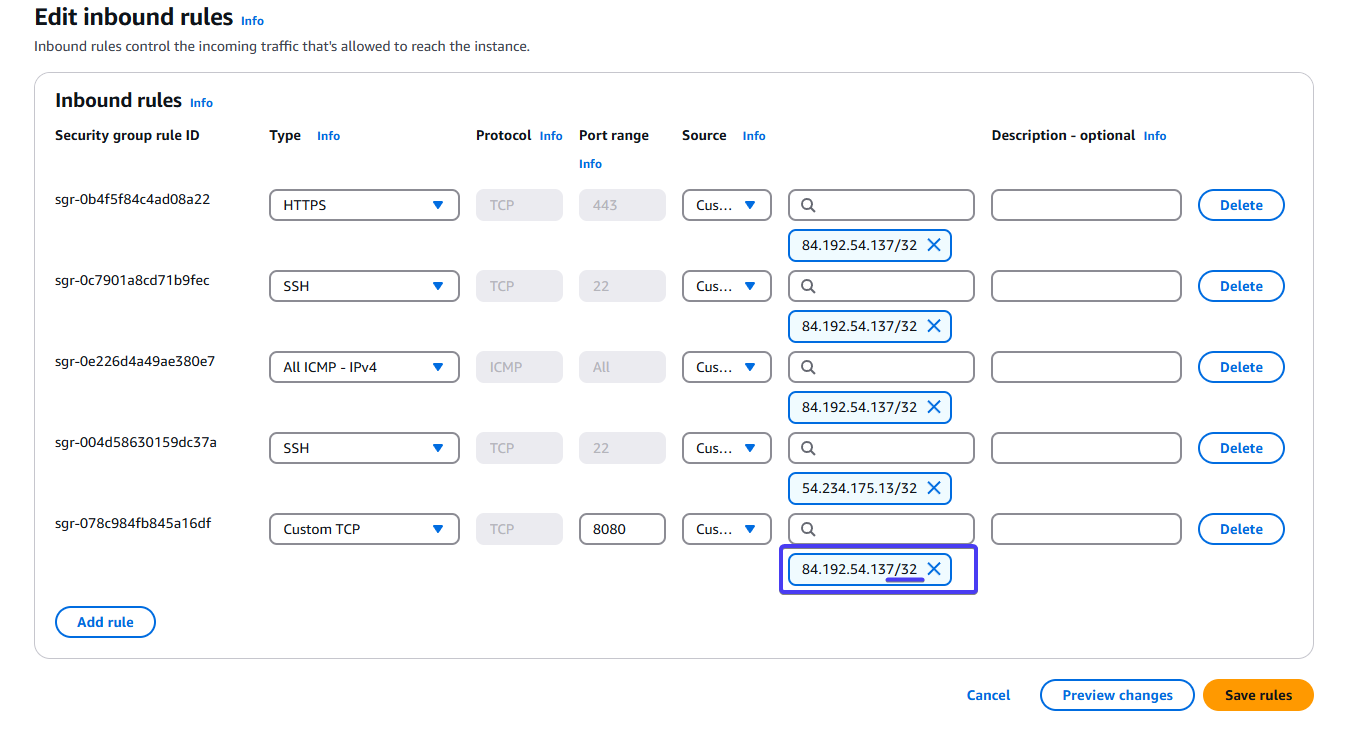 Edit inbound rules Info
Inbound rules control the incoming traffic that's allowed to reach the instance.
Inbound rules Info
Security group rule ID Type Info Protocol Info Port range Info Source Info Description - optional Info
sgr-0b4f5f84c4ad08a22 HTTPS TCP 443 Cus... Delete
84.192.54.137/32
sgr-0c7901a8cd71b9fec SSH TCP 22 Cus... Delete
84.192.54.137/32
sgr-0e226d4a49ae380e7 All ICMP - IPv4 ICMP All Cus... Delete
84.192.54.137/32
sgr-004d58630159dc37a SSH TCP 22 Cus... Delete
54.234.175.13/32
sgr-078c984fb845a16df Custom TCP TCP 8080 Cus... Delete
84.192.54.137/32
Add rule
Cancel Preview changes Save rules